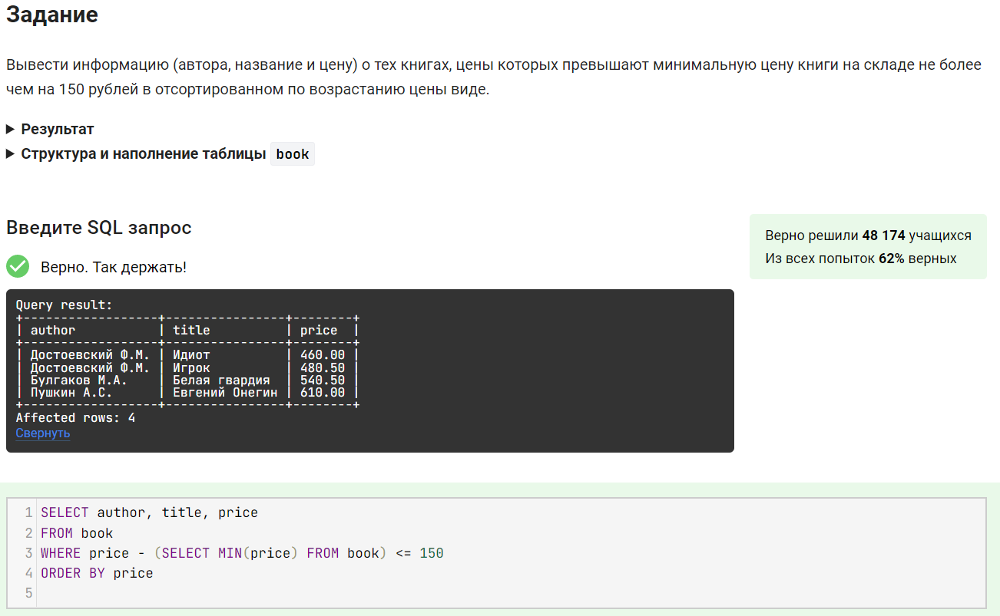 Задание
Вывести информацию (автора, название и цену) о тех книгах, цены которых превышают минимальную цену книги на складе не более
чем на 150 рублей в отсортированном по возрастанию цены виде.
▶ Результат
▶ Структура и наполнение таблицы book
Введите SQL запрос
Верно. Так держать!
Верно решили 48 174 учащихся
Из всех попыток 62% верных
Query result:
+------------------+----------------+--------+
| author           | title          | price  |
+------------------+----------------+--------+
| Достоевский Ф.М. | Идиот          | 460.00 |
| Достоевский Ф.М. | Игрок          | 480.50 |
| Булгаков М.А.    | Белая гвардия  | 540.50 |
| Пушкин А.С.      | Евгений Онегин | 610.00 |
+------------------+----------------+--------+
Affected rows: 4
Свернуть
1 SELECT author, title, price
2 FROM book
3 WHERE price - (SELECT MIN(price) FROM book) <= 150
4 ORDER BY price
5